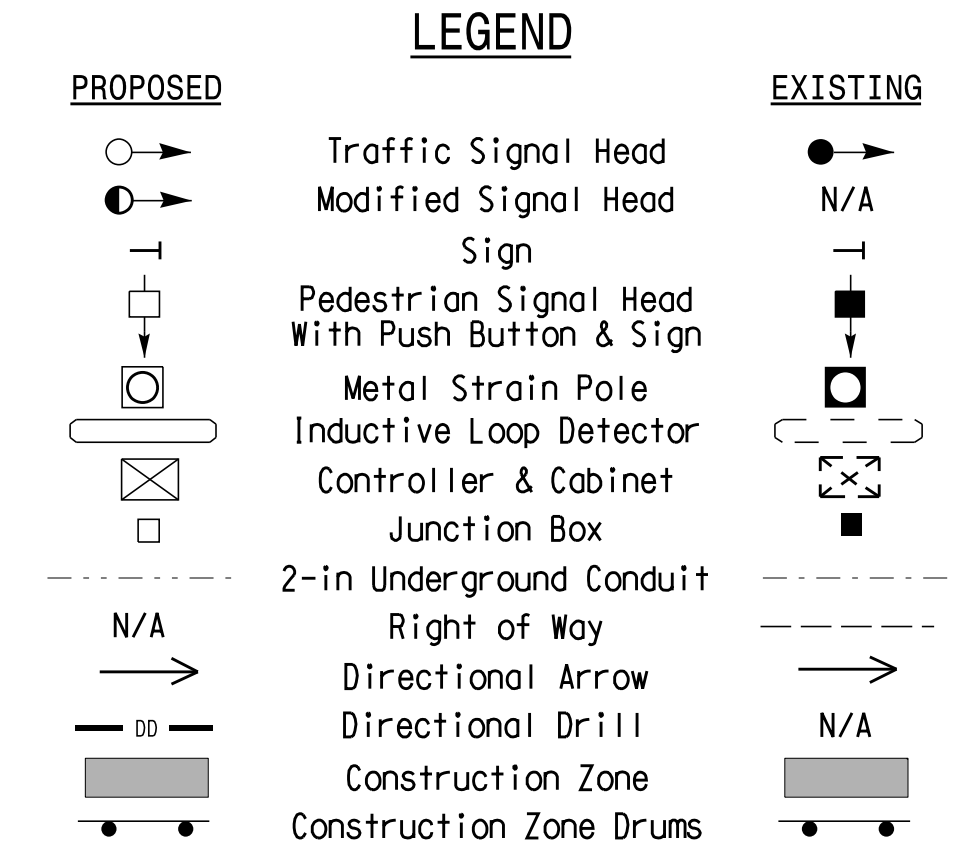 LEGEND
PROPOSED EXISTING
Traffic Signal Head
Modified Signal Head N/A
Sign
Pedestrian Signal Head
With Push Button & Sign
Metal Strain Pole
Inductive Loop Detector
Controller & Cabinet
Junction Box
2-in Underground Conduit
N/A Right of Way
Directional Arrow
DD Directional Drill N/A
Construction Zone
Construction Zone Drums